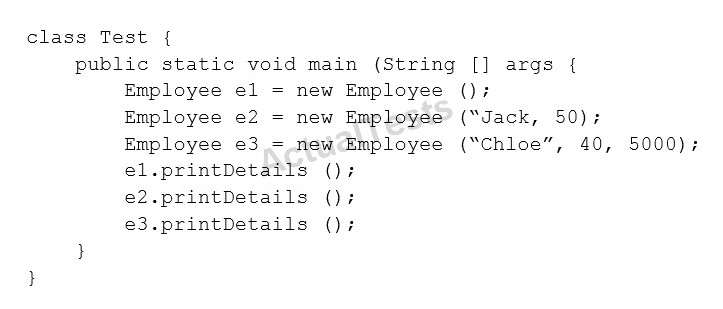 class Test {
    public static void main (String [] args {
        Employee e1 = new Employee ();
        Employee e2 = new Employee (“Jack, 50);
        Employee e3 = new Employee (“Chloe”, 40, 5000);
        e1.printDetails ();
        e2.printDetails ();
        e3.printDetails ();
    }
}
ActualTests